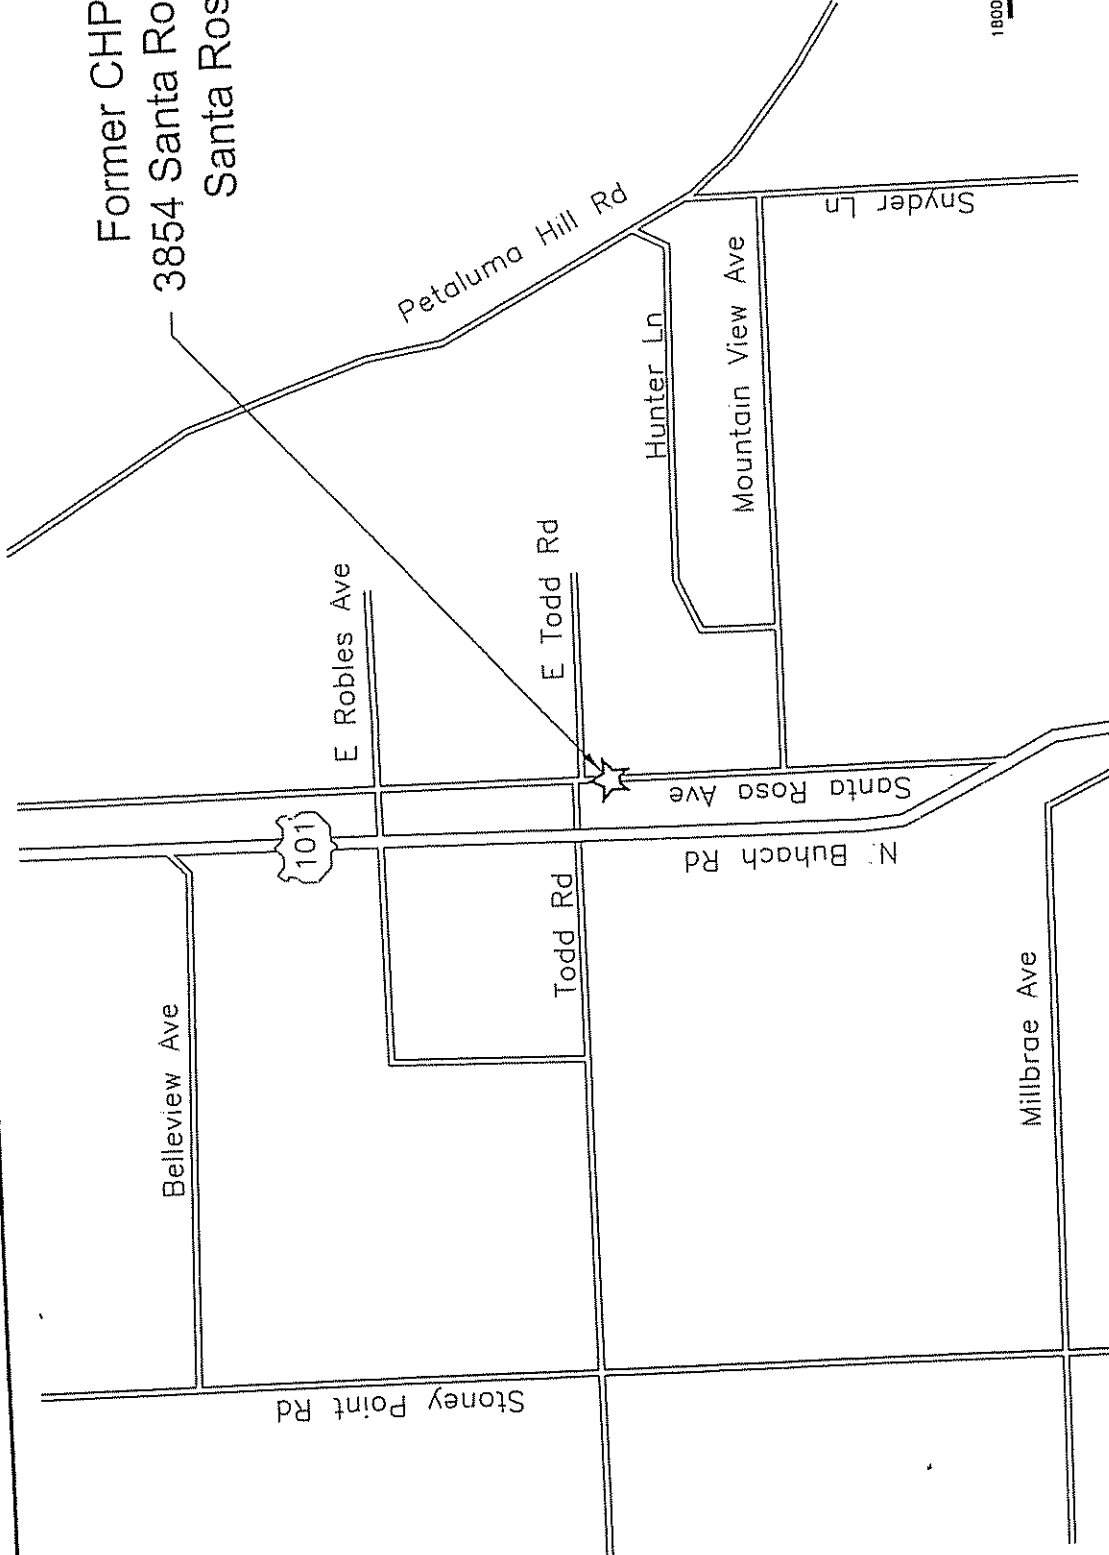 Former CHP
3854 Santa Ro
Santa Ros
1800
Petaluma Hill Rd
Snyder Ln
Hunter Ln
Mountain View Ave
E Robles Ave
E Todd Rd
Santa Rosa Ave
101
N. Buhach Rd
Todd Rd
Belleview Ave
Millbrae Ave
Stoney Point Rd